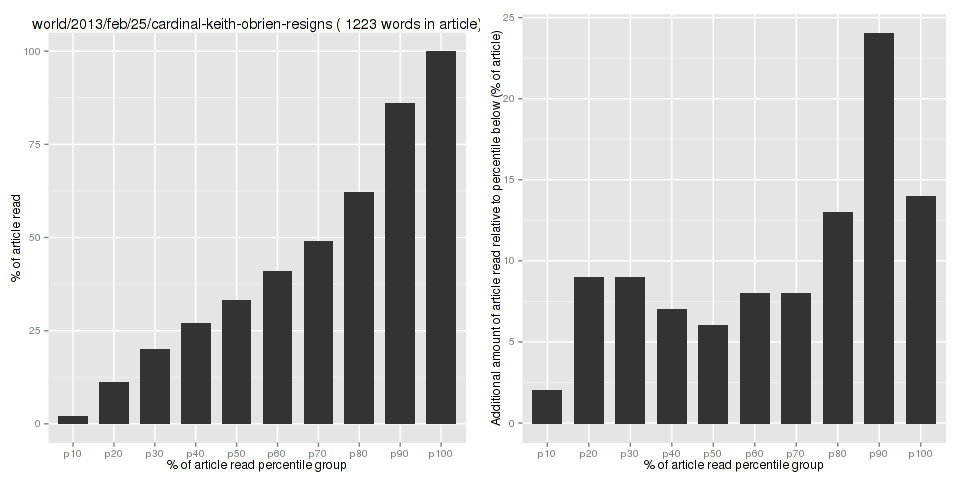 world/2013/feb/25/cardinal-keith-obrien-resigns ( 1223 words in article)
% of article read
100
75
50
25
0
p10 p20 p30 p40 p50 p60 p70 p80 p90 p100
% of article read percentile group
Additional amount of article read relative to percentile below (% of article)
25
20
15
10
5
0
p10 p20 p30 p40 p50 p60 p70 p80 p90 p100
% of article read percentile group